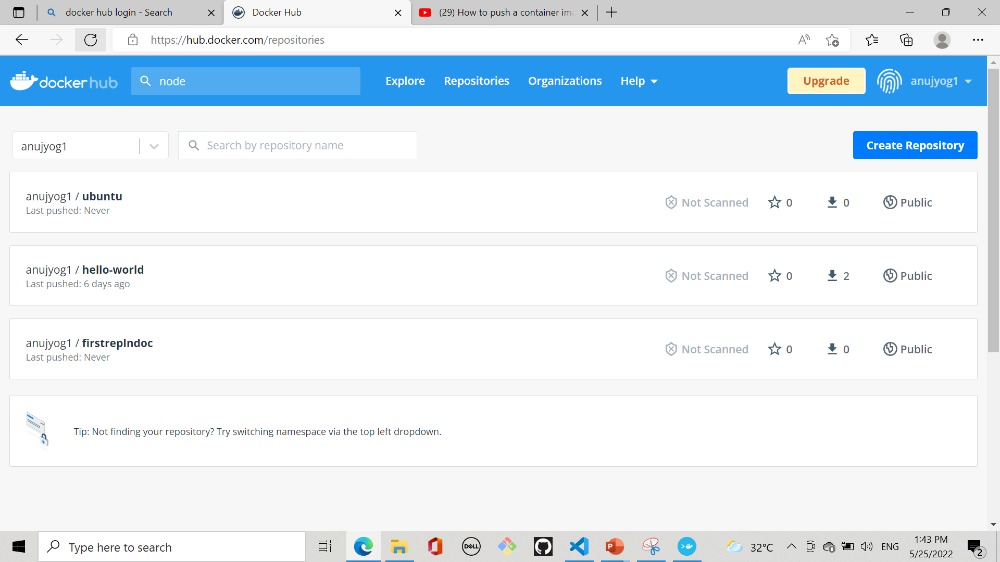 docker hub login - Search
Docker Hub
(29) How to push a container ima
https://hub.docker.com/repositories
docker hub
node
Explore
Repositories
Organizations
Help
Upgrade
anujyog1
anujyog1
Search by repository name
Create Repository
anujyog1 / ubuntu
Last pushed: Never
Not Scanned
0
0
Public
anujyog1 / hello-world
Last pushed: 6 days ago
Not Scanned
0
2
Public
anujyog1 / firstreplndoc
Last pushed: Never
Not Scanned
0
0
Public
Tip: Not finding your repository? Try switching namespace via the top left dropdown.
Type here to search
DELL
32°C
ENG
1:43 PM
5/25/2022
2